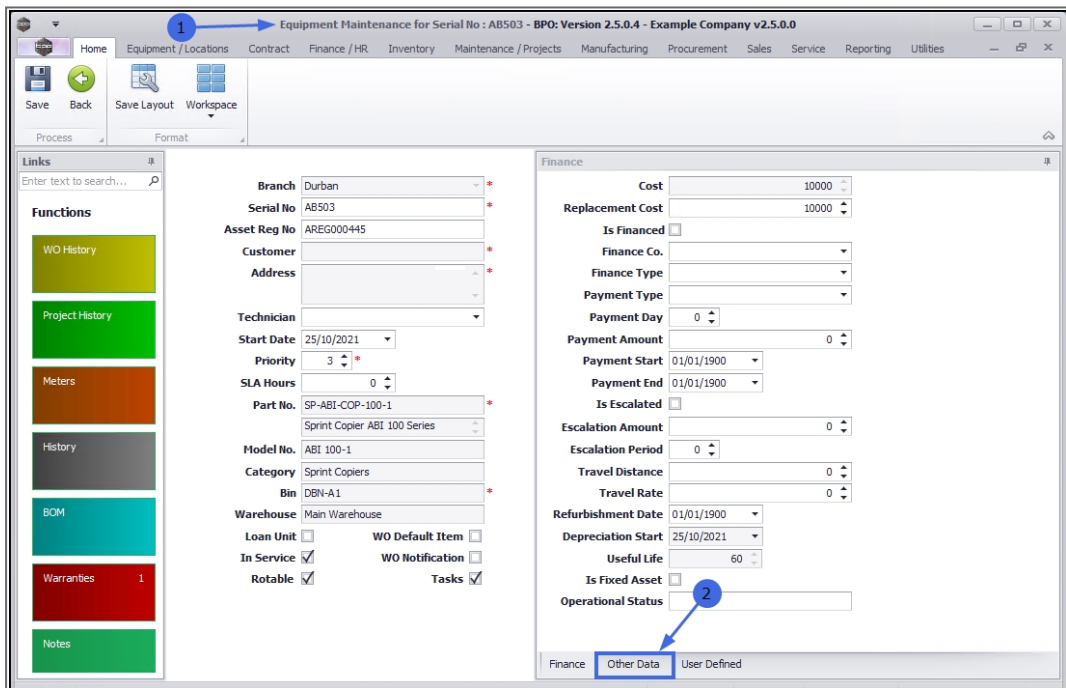 1
Equipment Maintenance for Serial No : AB503 - BPO: Version 2.5.0.4 - Example Company v2.5.0.0
Home Equipment / Locations Contract Finance / HR Inventory Maintenance / Projects Manufacturing Procurement Sales Service Reporting Utilities
Save Back Save Layout Workspace
Process Format
Links
Enter text to search...
Functions
WO History
Project History
Meters
History
BOM
Warranties 1
Notes
Branch Durban *
Serial No AB503 *
Asset Reg No AREG000445
Customer *
Address *
Technician
Start Date 25/10/2021
Priority 3 *
SLA Hours 0
Part No. SP-ABI-COP-100-1 *
Sprint Copier ABI 100 Series
Model No. ABI 100-1
Category Sprint Copiers
Bin DBN-A1 *
Warehouse Main Warehouse
Loan Unit WO Default Item
In Service WO Notification
Rotable Tasks
Finance
Cost 10000
Replacement Cost 10000
Is Financed
Finance Co.
Finance Type
Payment Type
Payment Day 0
Payment Amount 0
Payment Start 01/01/1900
Payment End 01/01/1900
Is Escalated
Escalation Amount 0
Escalation Period 0
Travel Distance 0
Travel Rate 0
Refurbishment Date 01/01/1900
Depreciation Start 25/10/2021
Useful Life 60
Is Fixed Asset
Operational Status
2
Finance Other Data User Defined